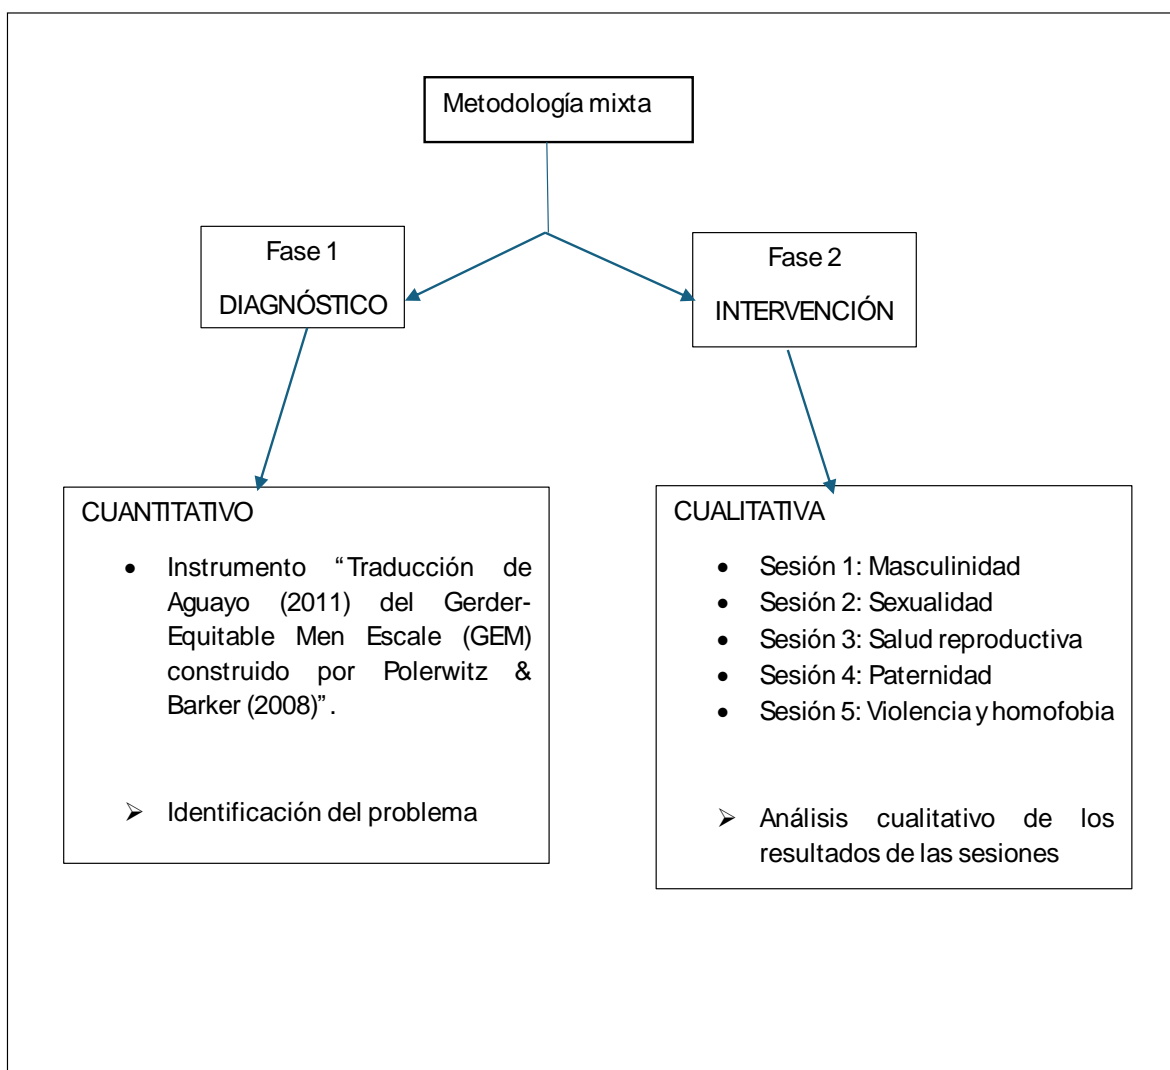 Metodología mixta
Fase 1
DIAGNÓSTICO
Fase 2
INTERVENCIÓN
CUANTITATIVO
• Instrumento “Traducción de
Aguayo (2011) del Gerder-
Equitable Men Escale (GEM)
construido por Polerwitz &
Barker (2008)”.
➢ Identificación del problema
CUALITATIVA
• Sesión 1: Masculinidad
• Sesión 2: Sexualidad
• Sesión 3: Salud reproductiva
• Sesión 4: Paternidad
• Sesión 5: Violencia y homofobia
➢ Análisis cualitativo de los
resultados de las sesiones